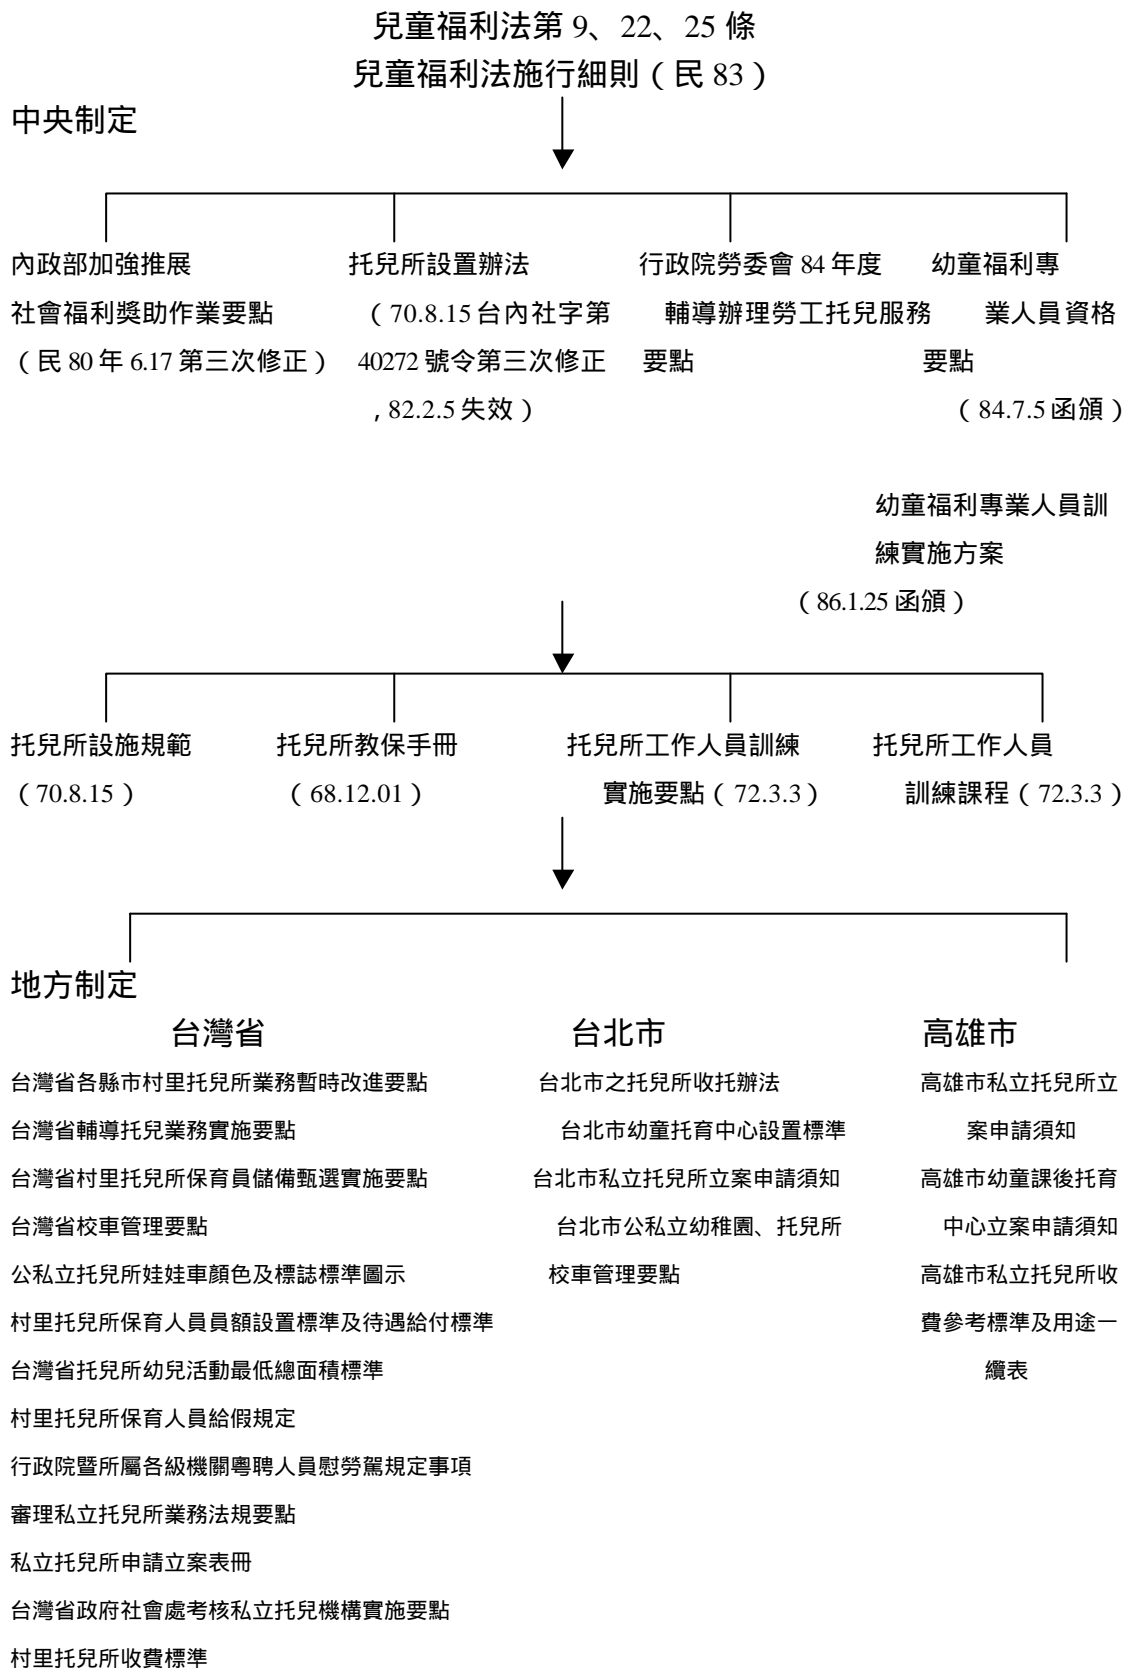 兒童福利法第 9、22、25 條
兒童福利法施行細則（民 83）
中央制定
內政部加強推展
社會福利獎助作業要點
（民 80 年 6.17 第三次修正）
托兒所設置辦法
（70.8.15 台內社字第
40272 號令第三次修正
，82.2.5 失效）
行政院勞委會 84 年度
輔導辦理勞工托兒服務
要點
幼童福利專
業人員資格
要點
（84.7.5 函頒）
幼童福利專業人員訓
練實施方案
（86.1.25 函頒）
托兒所設施規範
（70.8.15）
托兒所教保手冊
（68.12.01）
托兒所工作人員訓練
實施要點（72.3.3）
托兒所工作人員
訓練課程（72.3.3）
地方制定
台灣省
台灣省各縣市村里托兒所業務暫時改進要點
台灣省輔導托兒業務實施要點
台灣省村里托兒所保育員儲備甄選實施要點
台灣省校車管理要點
公私立托兒所娃娃車顏色及標誌標準圖示
村里托兒所保育人員員額設置標準及待遇給付標準
台灣省托兒所幼兒活動最低總面積標準
村里托兒所保育人員給假規定
行政院暨所屬各級機關粵聘人員慰勞駕規定事項
審理私立托兒所業務法規要點
私立托兒所申請立案表冊
台灣省政府社會處考核私立托兒機構實施要點
村里托兒所收費標準
台北市
台北市之托兒所收托辦法
台北市幼童托育中心設置標準
台北市私立托兒所立案申請須知
台北市公私立幼稚園、托兒所
校車管理要點
高雄市
高雄市私立托兒所立
案申請須知
高雄市幼童課後托育
中心立案申請須知
高雄市私立托兒所收
費參考標準及用途一
纜表